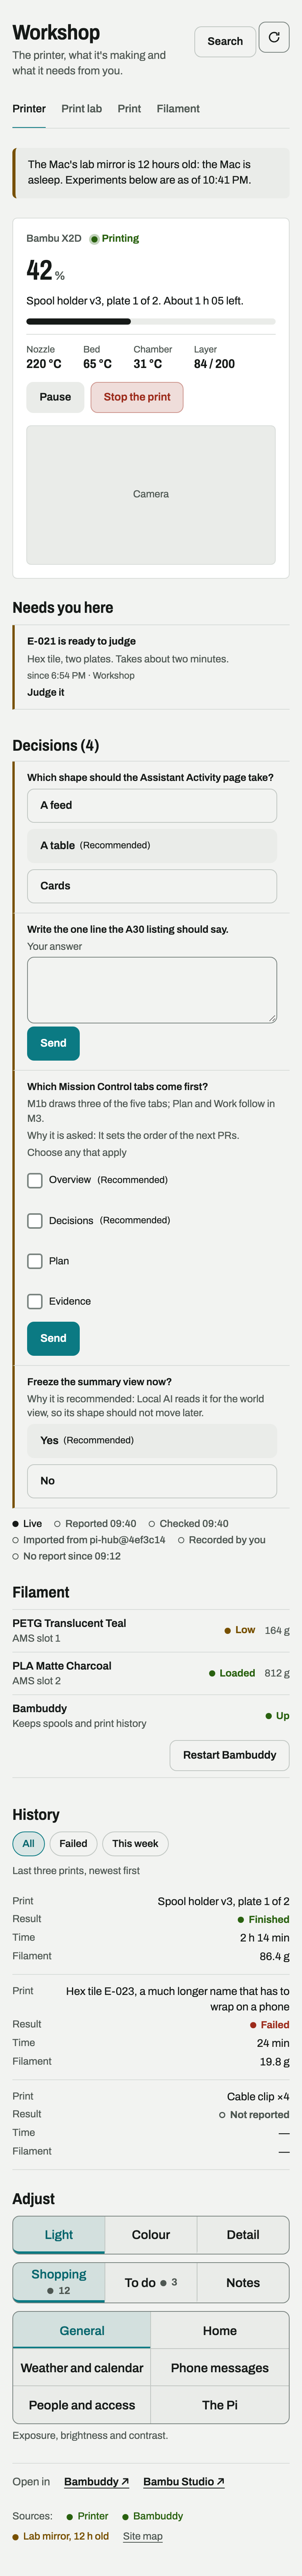 Workshop
The printer, what it's making and
what it needs from you.
Search
Printer Print lab Print Filament
The Mac's lab mirror is 12 hours old: the Mac is
asleep. Experiments below are as of 10:41 PM.
Bambu X2D Printing
42%
Spool holder v3, plate 1 of 2. About 1 h 05 left.
Nozzle Bed Chamber Layer
220 °C 65 °C 31 °C 84 / 200
Pause Stop the print
Camera
Needs you here
E-021 is ready to judge
Hex tile, two plates. Takes about two minutes.
since 6:54 PM · Workshop
Judge it
Decisions (4)
Which shape should the Assistant Activity page take?
A feed
A table (Recommended)
Cards
Write the one line the A30 listing should say.
Your answer
Send
Which Mission Control tabs come first?
M1b draws three of the five tabs; Plan and Work follow in
M3.
Why it is asked: It sets the order of the next PRs.
Choose any that apply
Overview (Recommended)
Decisions (Recommended)
Plan
Evidence
Send
Freeze the summary view now?
Why it is recommended: Local AI reads it for the world
view, so its shape should not move later.
Yes (Recommended)
No
Live Reported 09:40 Checked 09:40
Imported from pi-hub@4ef3c14 Recorded by you
No report since 09:12
Filament
PETG Translucent Teal
AMS slot 1
Low 164 g
PLA Matte Charcoal
AMS slot 2
Loaded 812 g
Bambuddy
Keeps spools and print history
Up
Restart Bambuddy
History
All Failed This week
Last three prints, newest first
Print Spool holder v3, plate 1 of 2
Result Finished
Time 2 h 14 min
Filament 86.4 g
Print Hex tile E-023, a much longer name that has to
wrap on a phone
Result Failed
Time 24 min
Filament 19.8 g
Print Cable clip ×4
Result Not reported
Time —
Filament —
Adjust
Light Colour Detail
Shopping 12 To do 3 Notes
General Home
Weather and calendar Phone messages
People and access The Pi
Exposure, brightness and contrast.
Open in Bambuddy ↗ Bambu Studio ↗
Sources: Printer Bambuddy
Lab mirror, 12 h old Site map